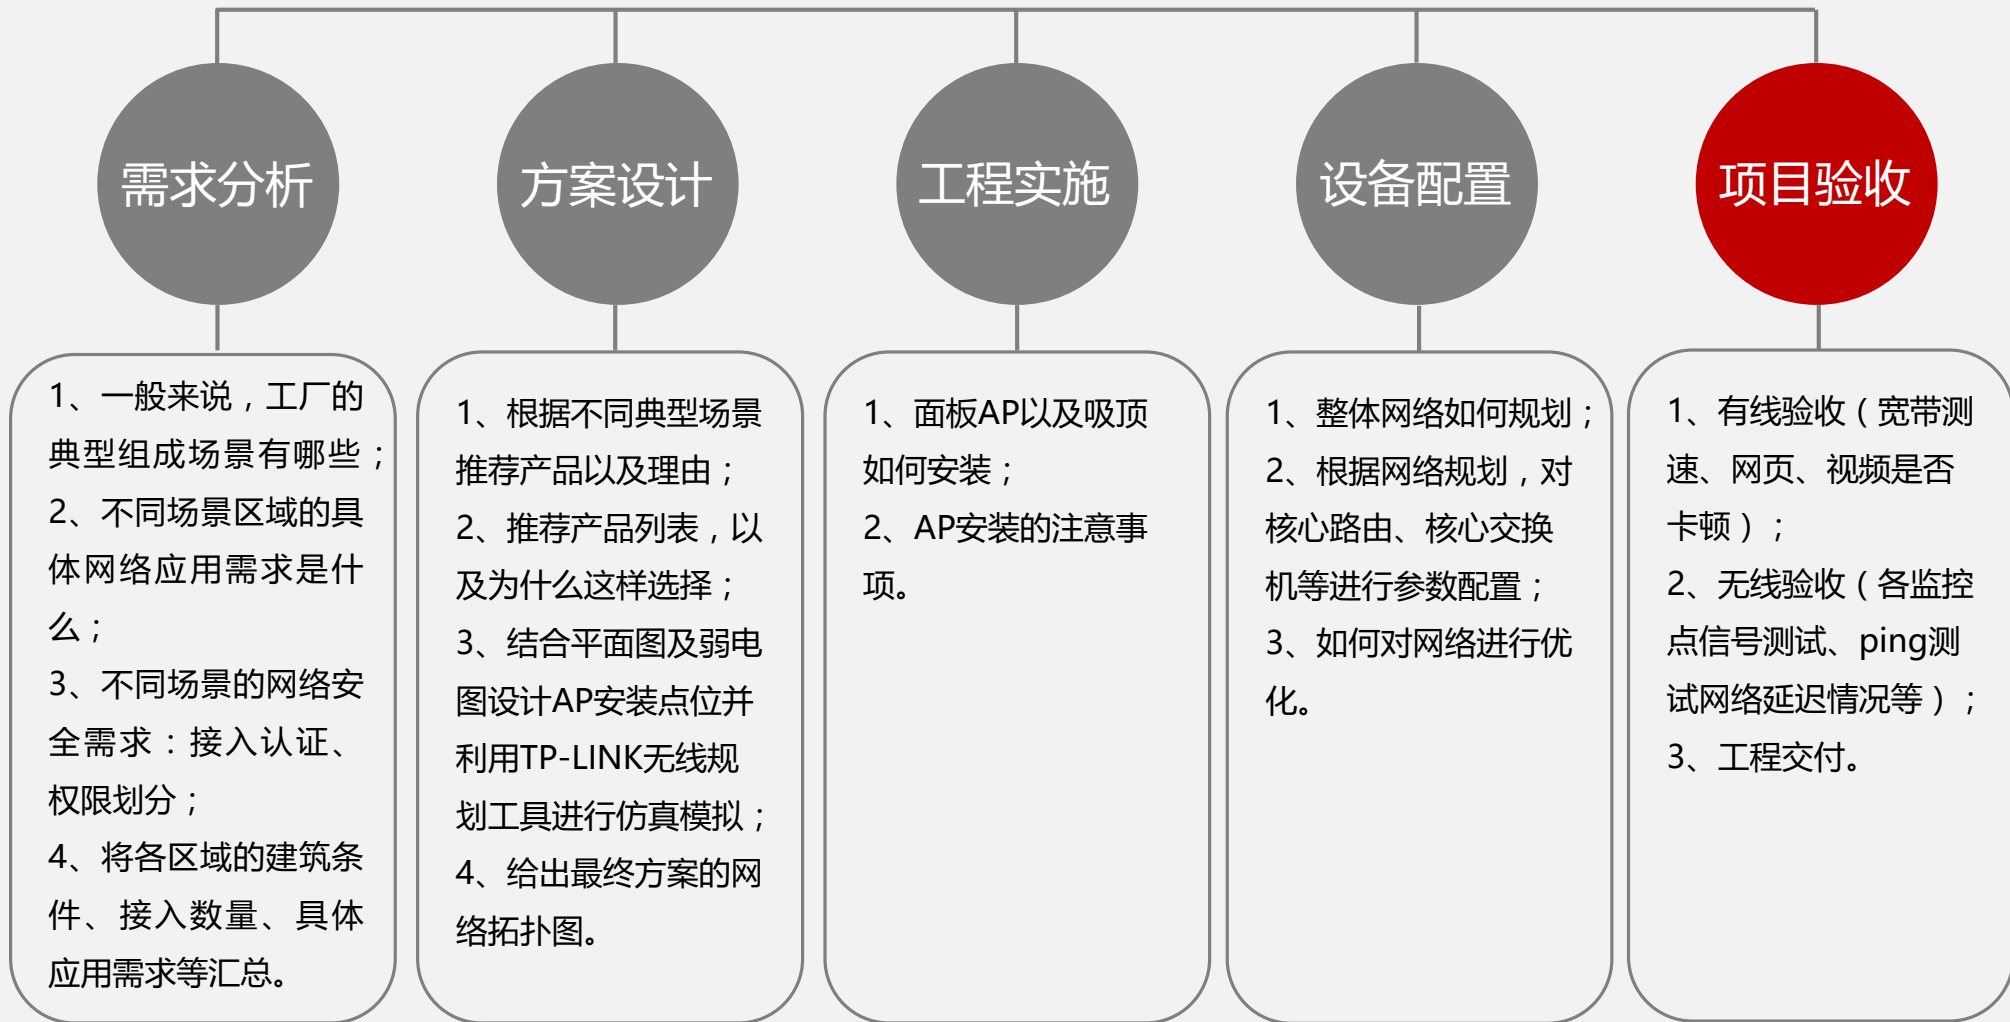 需求分析
方案设计
工程实施
设备配置
项目验收
1、一般来说，工厂的
典型组成场景有哪些；
2、不同场景区域的具
体网络应用需求是什
么；
3、不同场景的网络安
全需求：接入认证、
权限划分；
4、将各区域的建筑条
件、接入数量、具体
应用需求等汇总。
1、根据不同典型场景
推荐产品以及理由；
2、推荐产品列表，以
及为什么这样选择；
3、结合平面图及弱电
图设计AP安装点位并
利用TP-LINK无线规
划工具进行仿真模拟；
4、给出最终方案的网
络拓扑图。
1、面板AP以及吸顶
如何安装；
2、AP安装的注意事
项。
1、整体网络如何规划；
2、根据网络规划，对
核心路由、核心交换
机等进行参数配置；
3、如何对网络进行优
化。
1、有线验收（宽带测
速、网页、视频是否
卡顿）；
2、无线验收（各监控
点信号测试、ping测
试网络延迟情况等）；
3、工程交付。